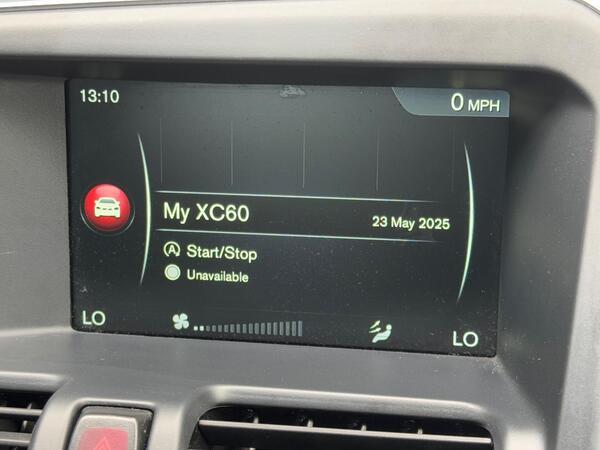 13:10
0 MPH
My XC60
23 May 2025
A Start/Stop
Unavailable
LO
LO